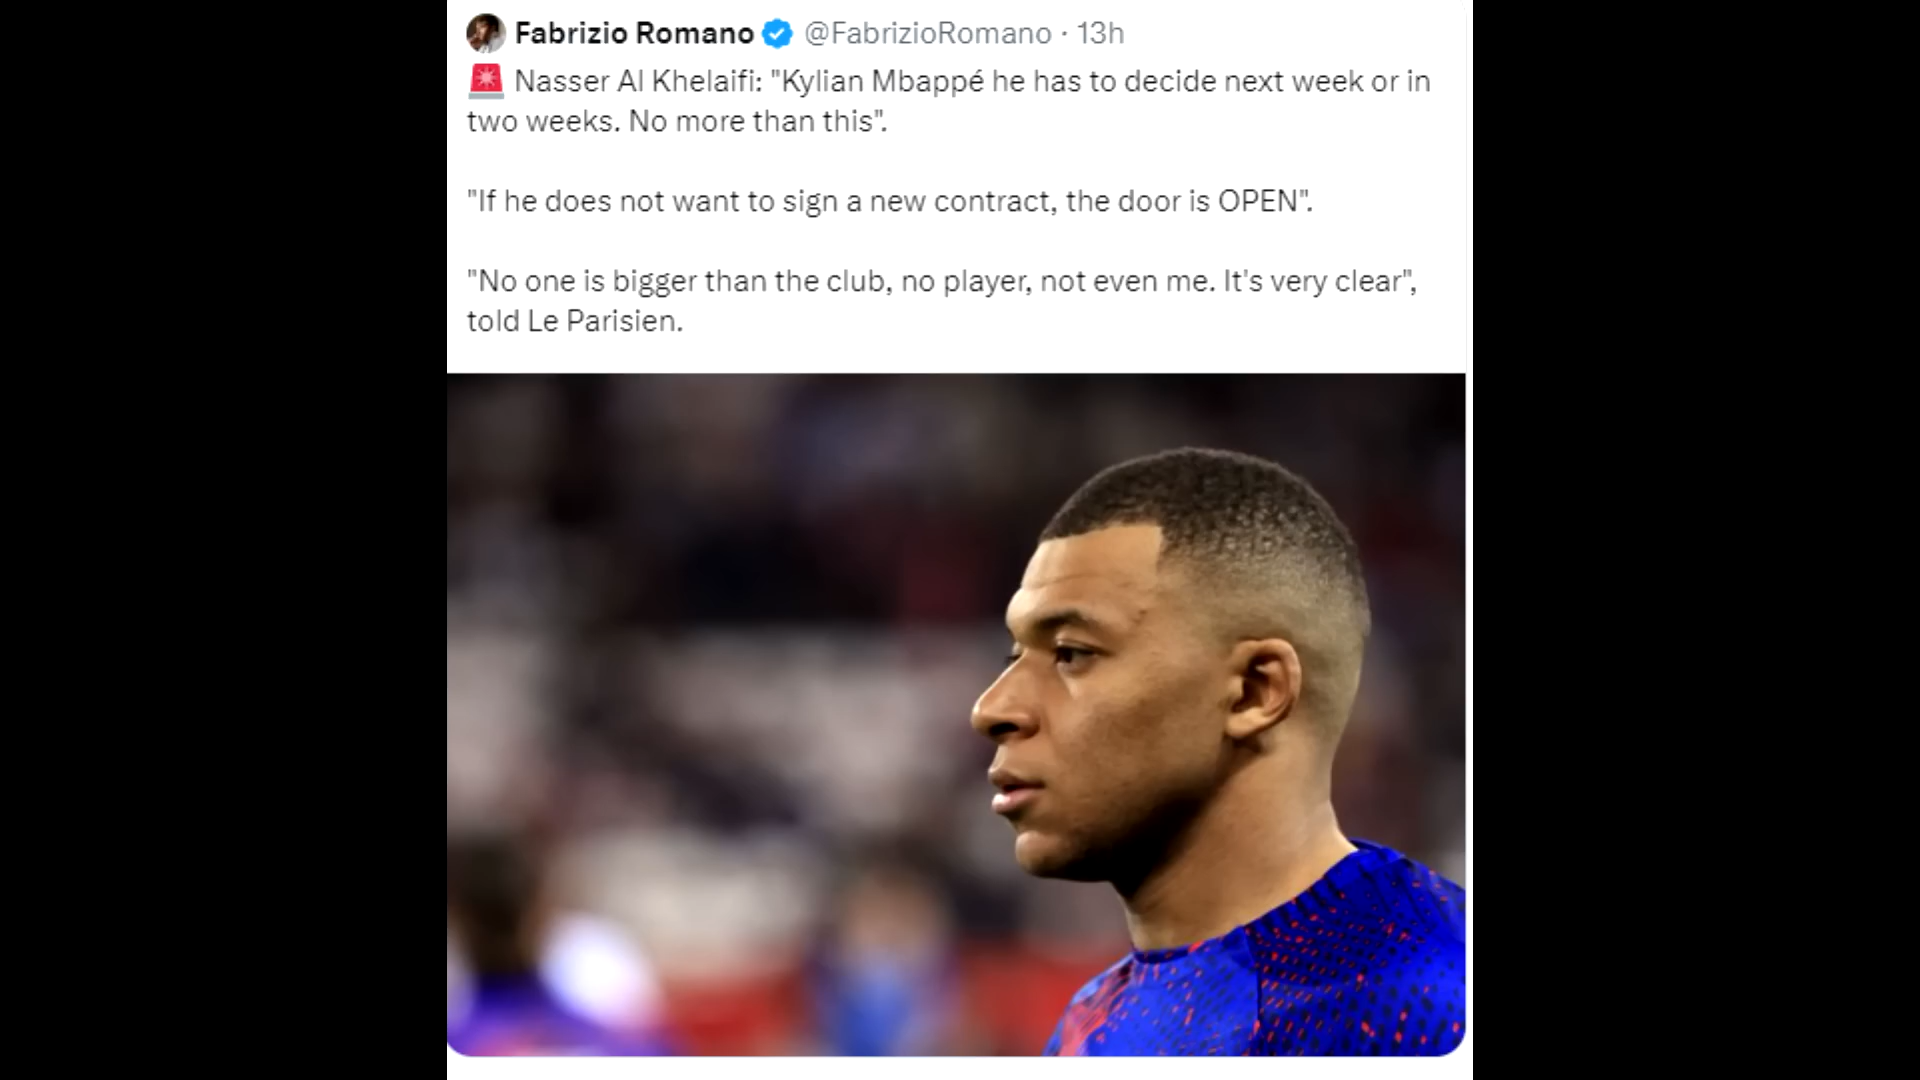 Fabrizio Romano @FabrizioRomano · 13h
🚨 Nasser Al Khelaifi: "Kylian Mbappé he has to decide next week or in
two weeks. No more than this".
"If he does not want to sign a new contract, the door is OPEN".
"No one is bigger than the club, no player, not even me. It's very clear",
told Le Parisien.